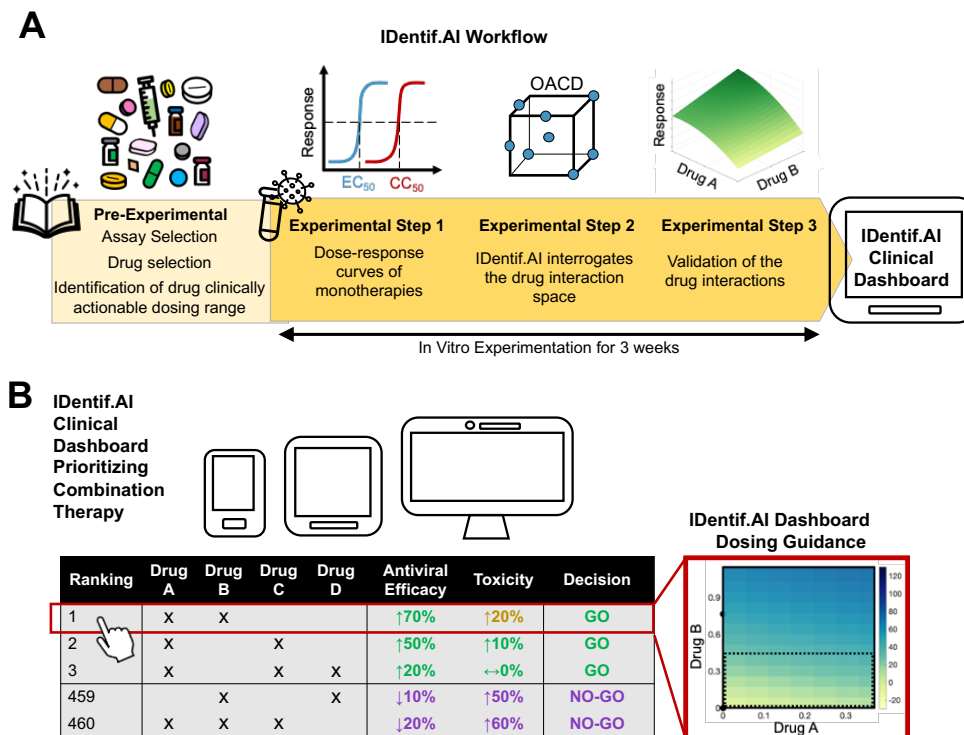 A
IDentif.AI Workflow
Response
EC50
CC50
OACD
Response
Drug A
Drug B
Pre-Experimental
Assay Selection
Drug selection
Identification of drug clinically
actionable dosing range
Experimental Step 1
Dose-response
curves of
monotherapies
Experimental Step 2
IDentif.AI interrogates
the drug interaction
space
Experimental Step 3
Validation of the
drug interactions
IDentif.AI
Clinical
Dashboard
In Vitro Experimentation for 3 weeks
B
IDentif.AI
Clinical
Dashboard
Prioritizing
Combination
Therapy
Ranking Drug A Drug B Drug C Drug D Antiviral Efficacy Toxicity Decision
1 x x ↑70% ↑20% GO
2 x x ↑50% ↑10% GO
3 x x x ↑20% ↔0% GO
459 x x ↓10% ↑50% NO-GO
460 x x x ↓20% ↑60% NO-GO
IDentif.AI Dashboard
Dosing Guidance
Drug B
0.9
0.6
0.3
0
0 0.1 0.2 0.3
Drug A
120
100
80
60
40
20
0
-20